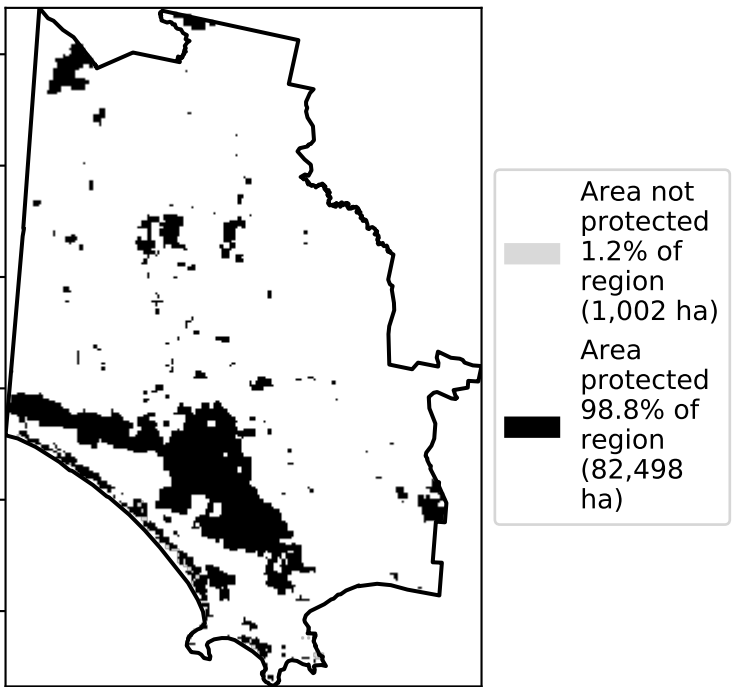 Area not
protected
1.2% of
region
(1,002 ha)
Area
protected
98.8% of
region
(82,498
ha)